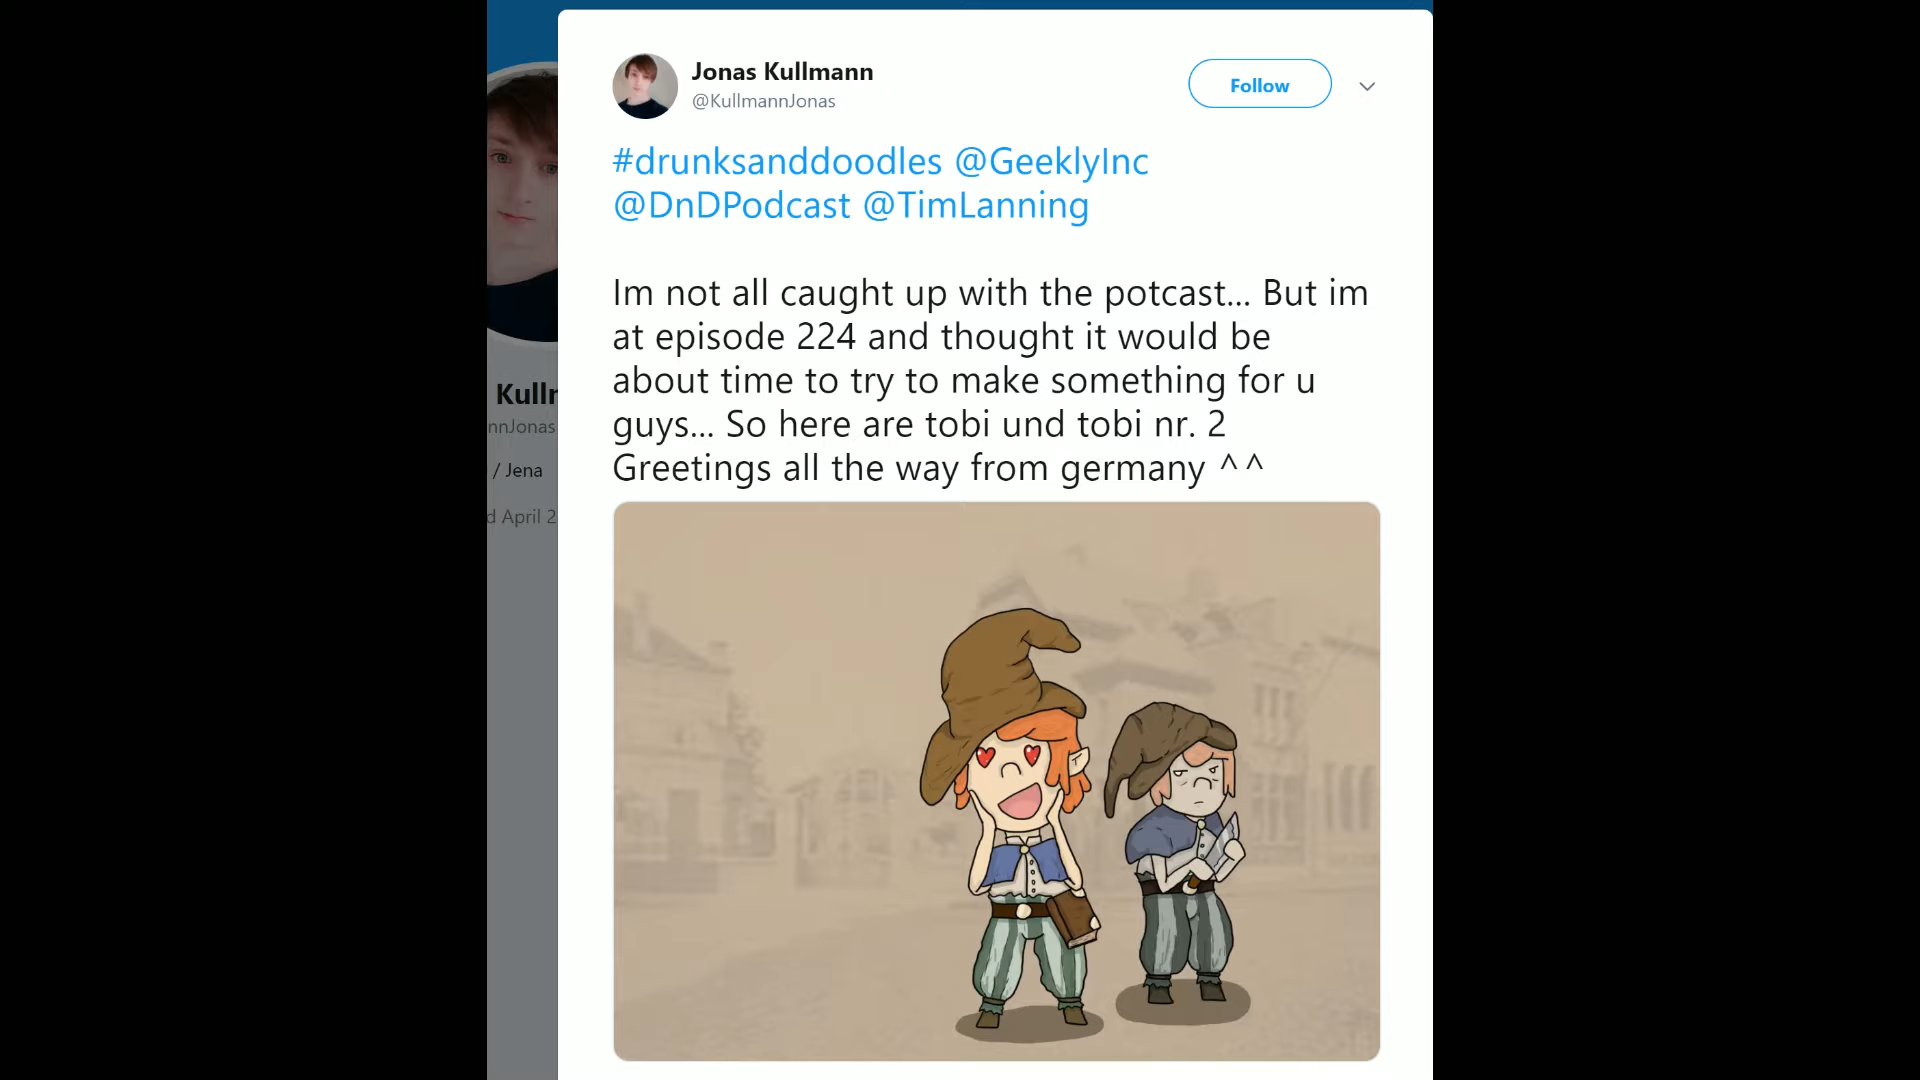 Jonas Kullmann
@KullmannJonas
Follow
#drunksanddoodles @GeeklyInc
@DnDPodcast @TimLanning
Im not all caught up with the potcast... But im
at episode 224 and thought it would be
about time to try to make something for u
guys... So here are tobi und tobi nr. 2
Greetings all the way from germany ^^
Kullm
nnJonas
/ Jena
d April 2